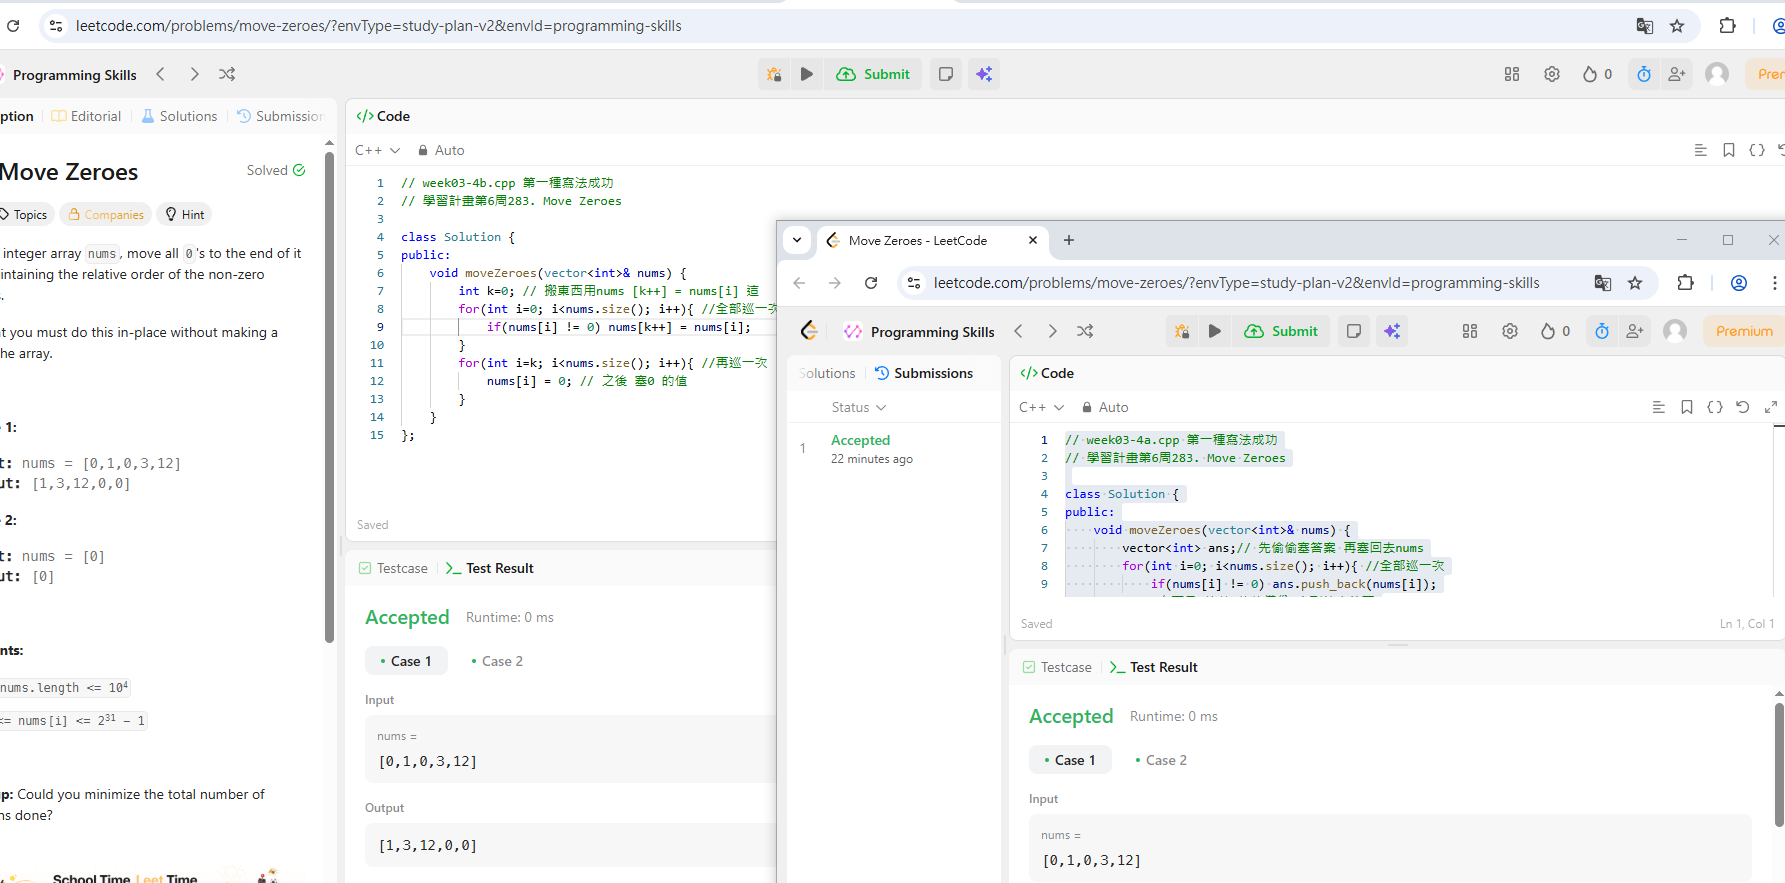 leetcode.com/problems/move-zeroes/?envType=study-plan-v2&envId=programming-skills
Programming Skills
Submit
0
Prer
ption
Editorial
Solutions
Submission
Move Zeroes
Solved
Topics
Companies
Hint
integer array nums, move all 0's to the end of it
intaining the relative order of the non-zero
s.
t you must do this in-place without making a
he array.
1:
t: nums = [0,1,0,3,12]
ut: [1,3,12,0,0]
2:
t: nums = [0]
ut: [0]
nts:
nums.length <= 10⁴
<= nums[i] <= 2³¹ - 1
p: Could you minimize the total number of
ns done?
School Time Leet Time
Code
C++
Auto
1 // week03-4b.cpp 第一種寫法成功
2 // 學習計畫第6周283. Move Zeroes
3
4 class Solution {
5 public:
6 void moveZeroes(vector<int>& nums) {
7 int k=0; // 搬東西用nums [k++] = nums[i] 這
8 for(int i=0; i<nums.size(); i++){ //全部巡一次
9 if(nums[i] != 0) nums[k++] = nums[i];
10 }
11 for(int i=k; i<nums.size(); i++){ //再巡一次
12 nums[i] = 0; // 之後 塞0 的值
13 }
14 }
15 };
Saved
Testcase
Test Result
Accepted
Runtime: 0 ms
Case 1
Case 2
Input
nums =
[0,1,0,3,12]
Output
[1,3,12,0,0]
Move Zeroes - LeetCode
leetcode.com/problems/move-zeroes/?envType=study-plan-v2&envId=programming-skills
Programming Skills
Submit
0
Premium
Solutions
Submissions
Status
1
Accepted
22 minutes ago
Code
C++
Auto
1 // week03-4a.cpp 第一種寫法成功
2 // 學習計畫第6周283. Move Zeroes
3
4 class Solution {
5 public:
6 void moveZeroes(vector<int>& nums) {
7 vector<int> ans;// 先偷偷塞答案 再塞回去nums
8 for(int i=0; i<nums.size(); i++){ //全部巡一次
9 if(nums[i] != 0) ans.push_back(nums[i]);
Saved
Ln 1, Col 1
Testcase
Test Result
Accepted
Runtime: 0 ms
Case 1
Case 2
Input
nums =
[0,1,0,3,12]